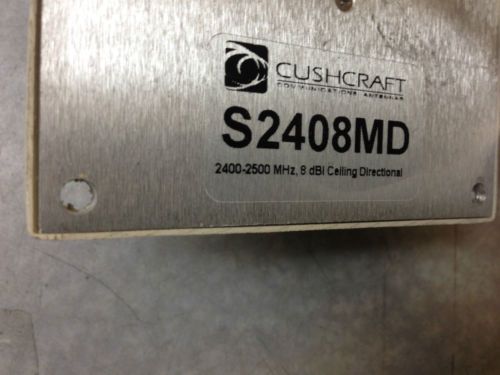 CUSHCRAFT
COMMUNICATIONS ANTENNAS
S2408MD
2400-2500 MHz, 8 dBi Ceiling Directional